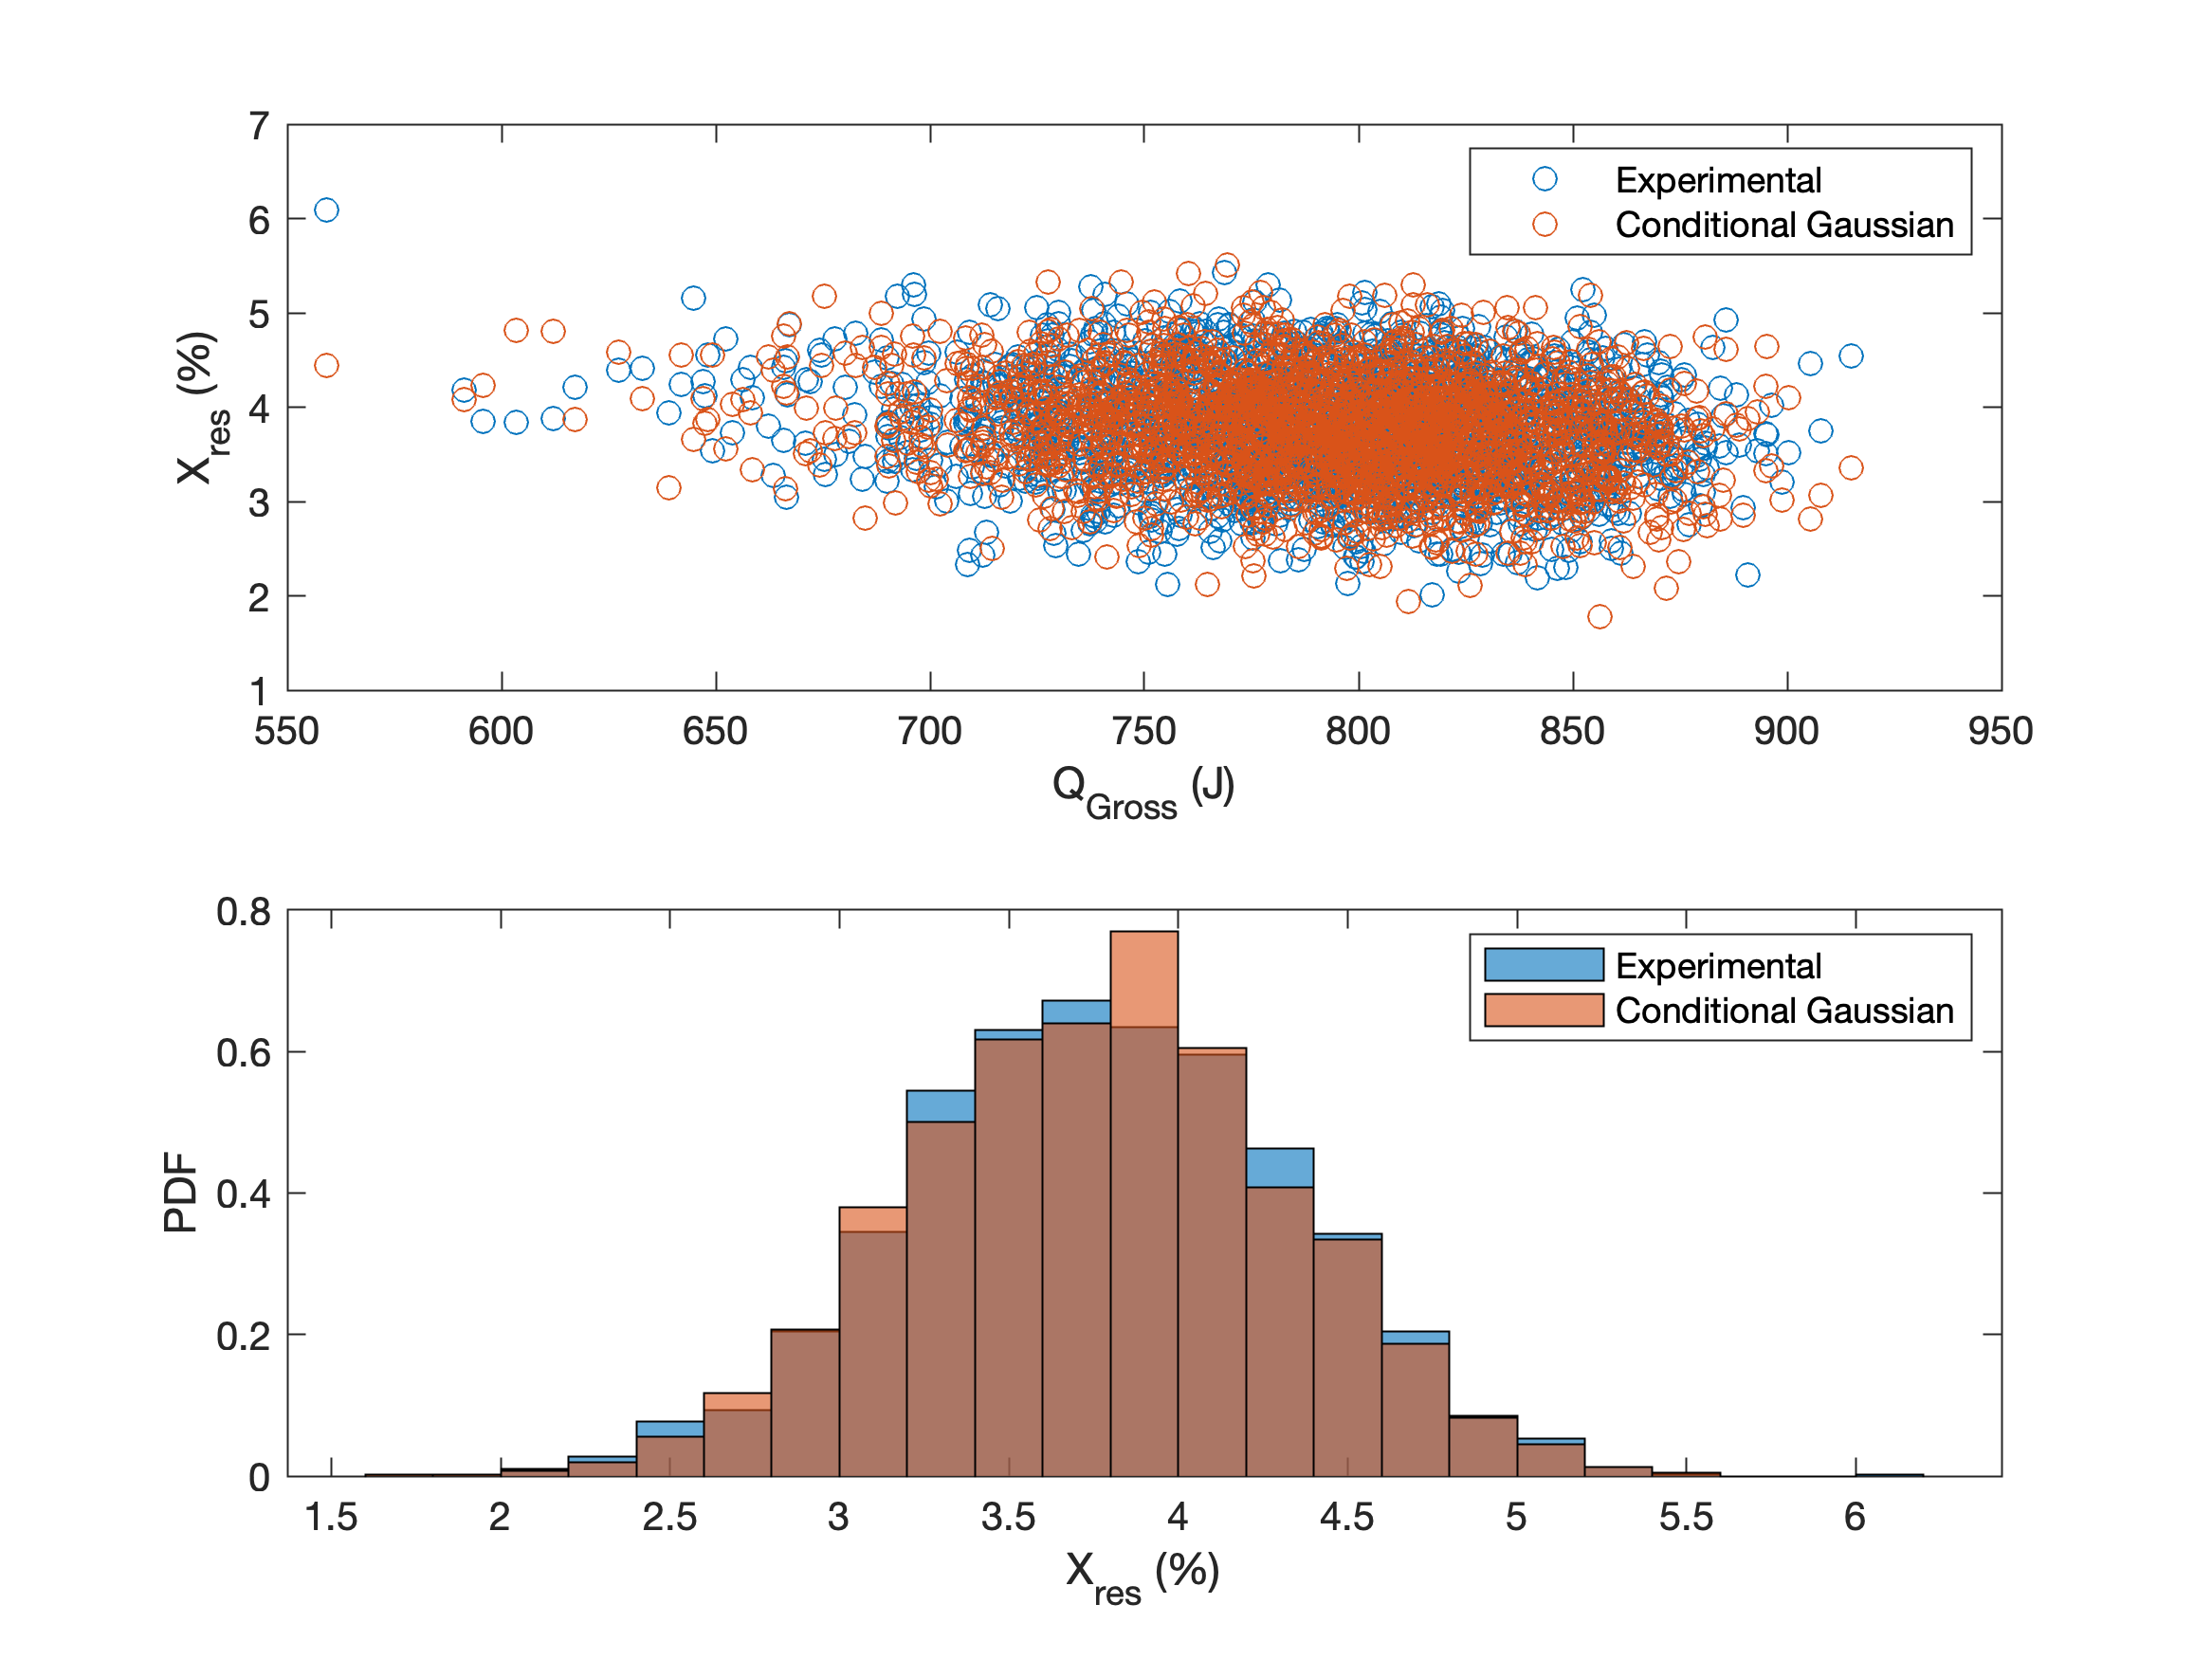 7
6
5
4
3
2
1
X_res (%)
550 600 650 700 750 800 850 900 950
Q_Gross (J)
Experimental
Conditional Gaussian
0.8
0.6
0.4
0.2
0
PDF
1.5 2 2.5 3 3.5 4 4.5 5 5.5 6
X_res (%)
Experimental
Conditional Gaussian